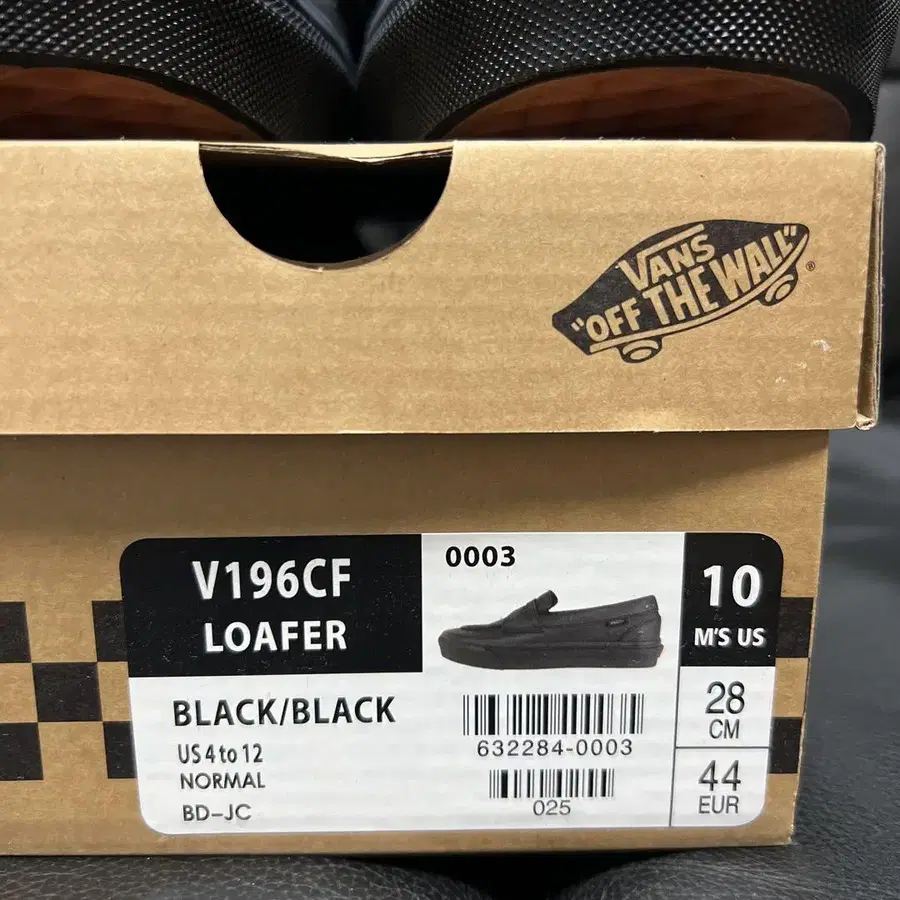 VANS
"OFF THE WALL"
®
V196CF
LOAFER
0003
10
M'S US
BLACK/BLACK
US 4 to 12
NORMAL
BD-JC
632284-0003
025
28
CM
44
EUR